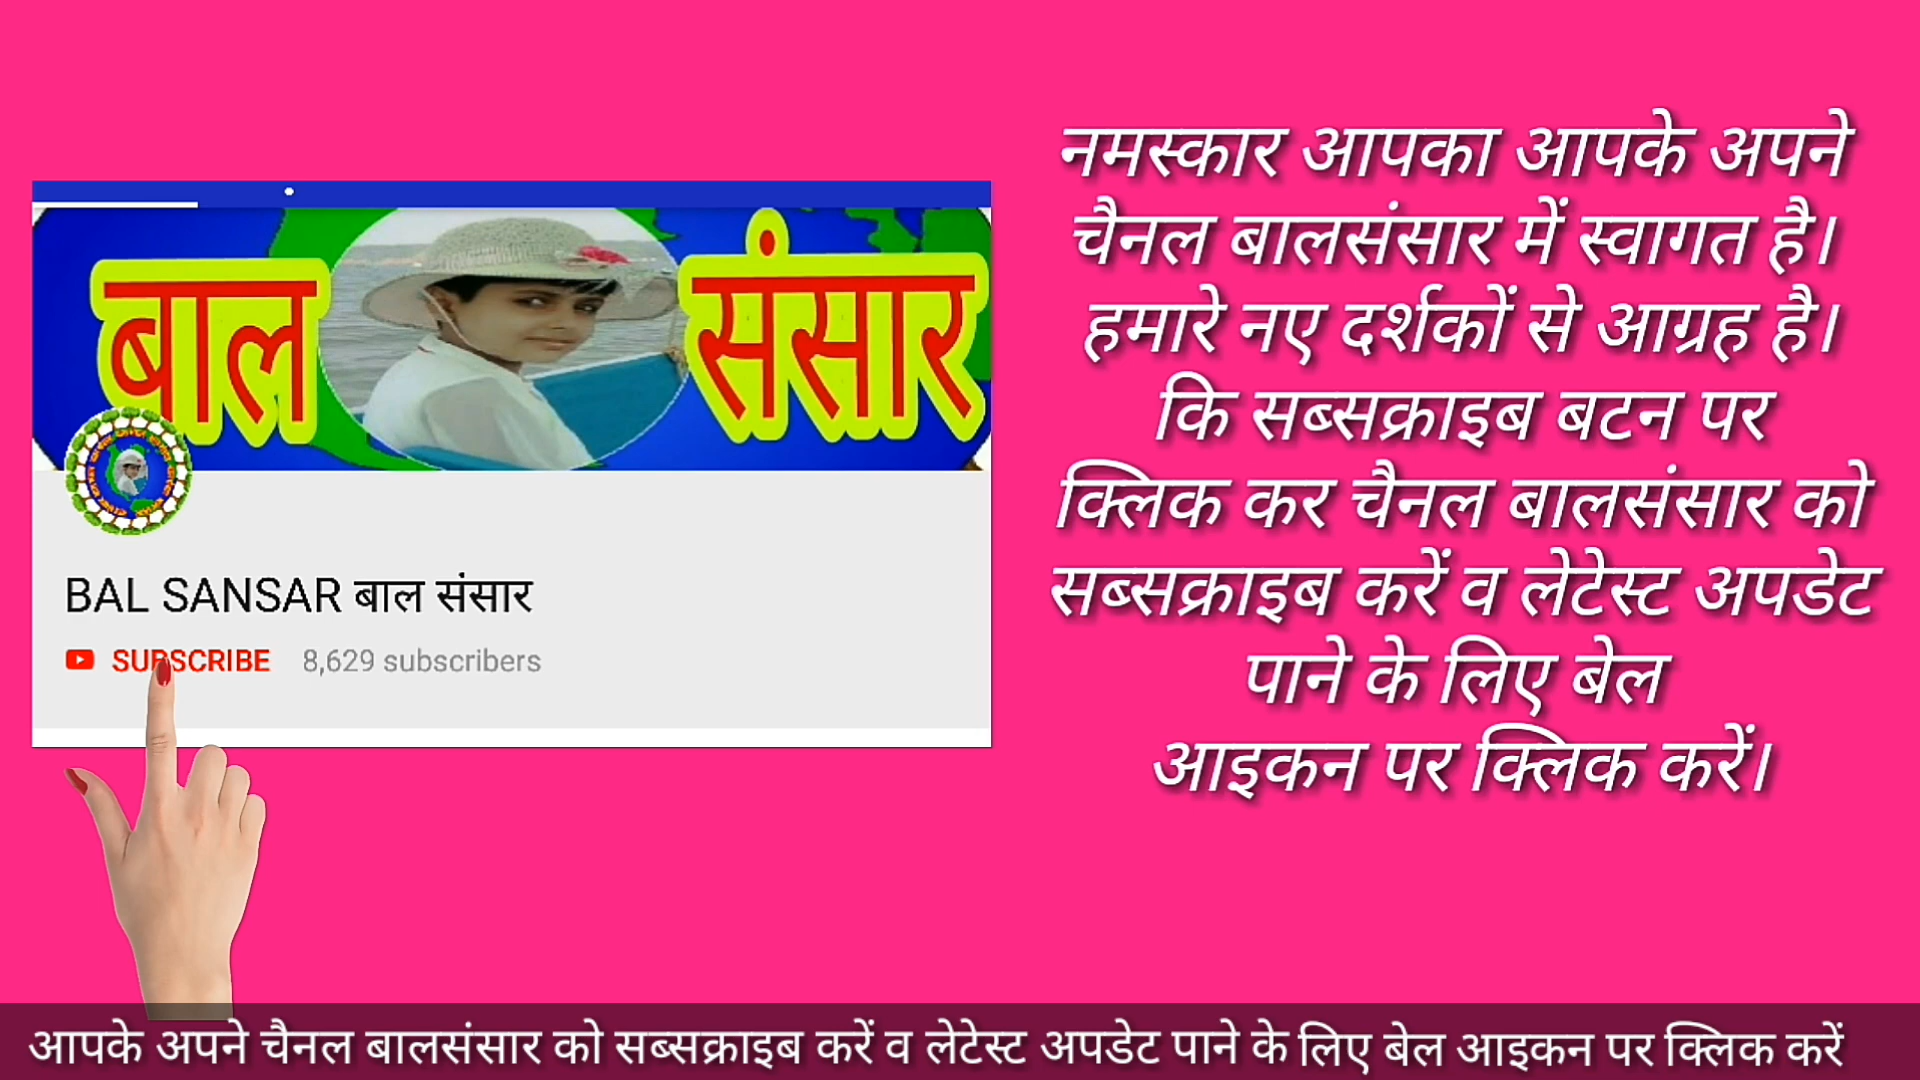 बाल संसार
BAL SANSAR बाल संसार
SUBSCRIBE 8,629 subscribers
नमस्कार आपका आपके अपने
चैनल बालसंसार में स्वागत है।
हमारे नए दर्शकों से आग्रह है।
कि सब्सक्राइब बटन पर
क्लिक कर चैनल बालसंसार को
सब्सक्राइब करें व लेटेस्ट अपडेट
पाने के लिए बेल
आइकन पर क्लिक करें।
आपके अपने चैनल बालसंसार को सब्सक्राइब करें व लेटेस्ट अपडेट पाने के लिए बेल आइकन पर क्लिक करें